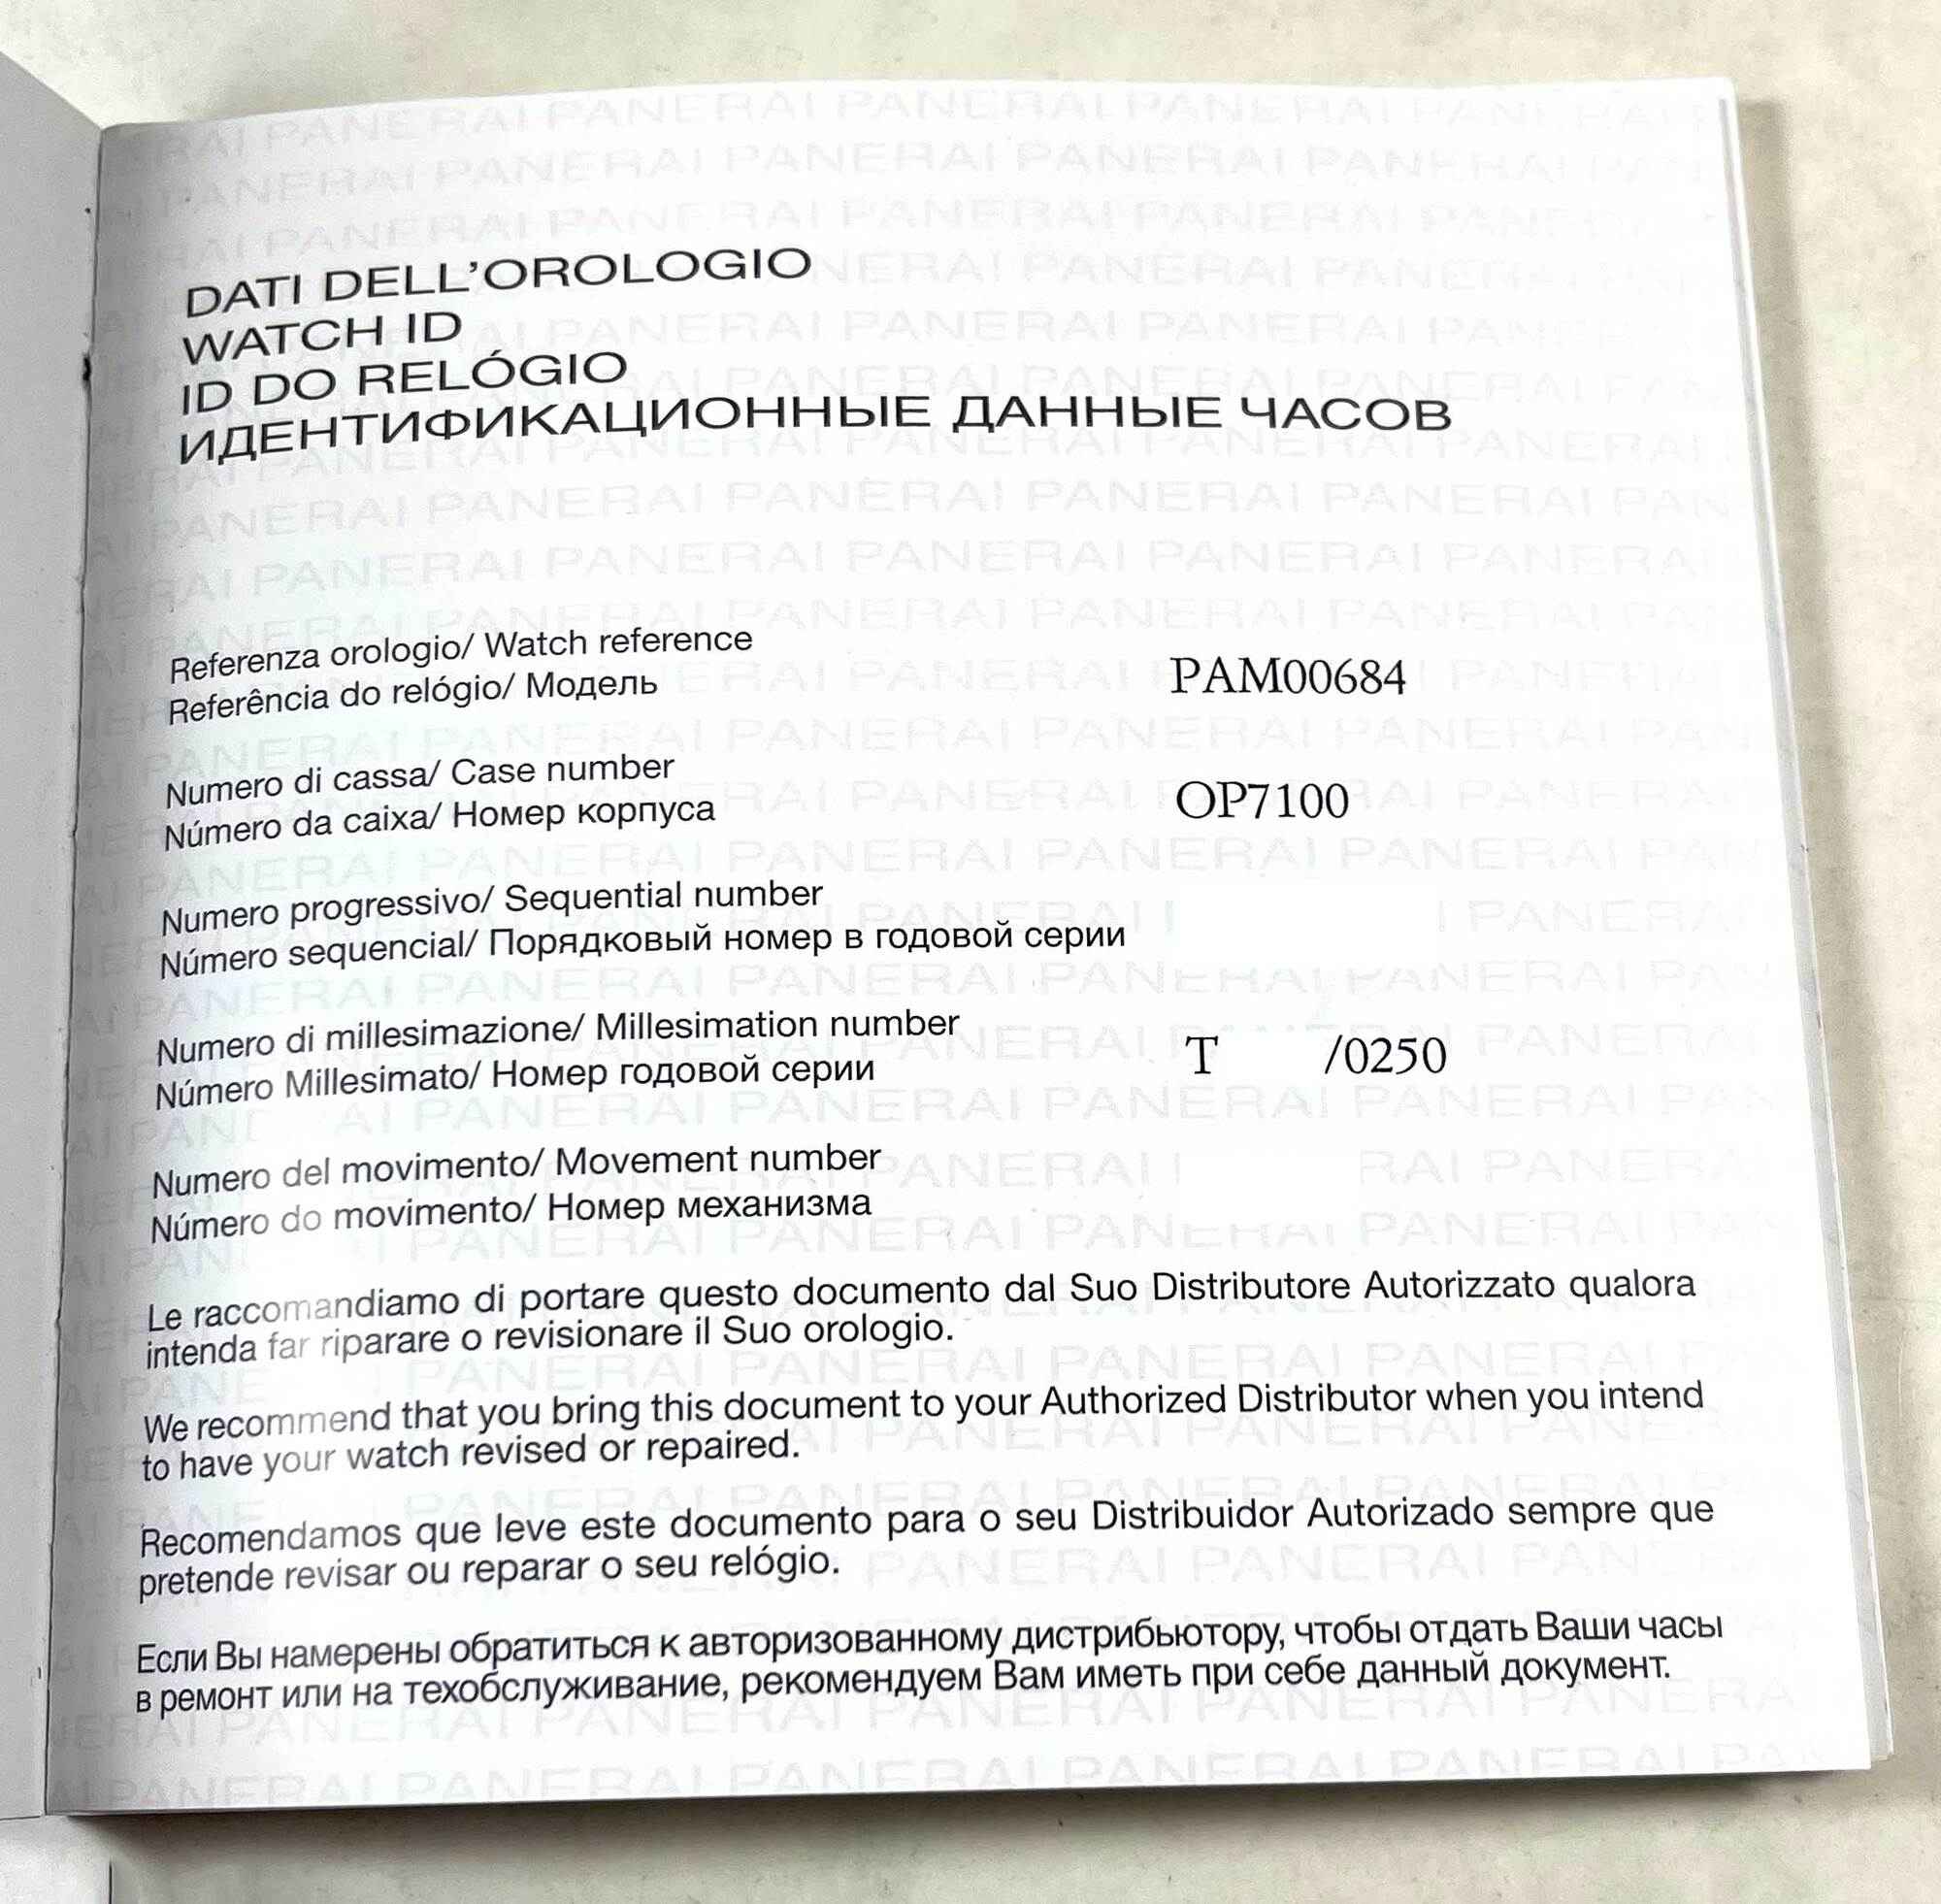 DATI DELL'OROLOGIO
WATCH ID
ID DO RELÓGIO
ИДЕНТИФИКАЦИОННЫЕ ДАННЫЕ ЧАСОВ
Referenza orologio/ Watch reference
Referência do relógio/ Модель
PAM00684
Numero di cassa/ Case number
Número da caixa/ Номер корпуса
OP7100
Numero progressivo/ Sequential number
Número sequencial/ Порядковый номер в годовой серии
Numero di millesimazione/ Millesimation number
Número Millesimato/ Номер годовой серии
T /0250
Numero del movimento/ Movement number
Número do movimento/ Номер механизма
Le raccomandiamo di portare questo documento dal Suo Distributore Autorizzato qualora
intenda far riparare o revisionare il Suo orologio.
We recommend that you bring this document to your Authorized Distributor when you intend
to have your watch revised or repaired.
Recomendamos que leve este documento para o seu Distribuidor Autorizado sempre que
pretende revisar ou reparar o seu relógio.
Если Вы намерены обратиться к авторизованному дистрибьютору, чтобы отдать Ваши часы
в ремонт или на техобслуживание, рекомендуем Вам иметь при себе данный документ.